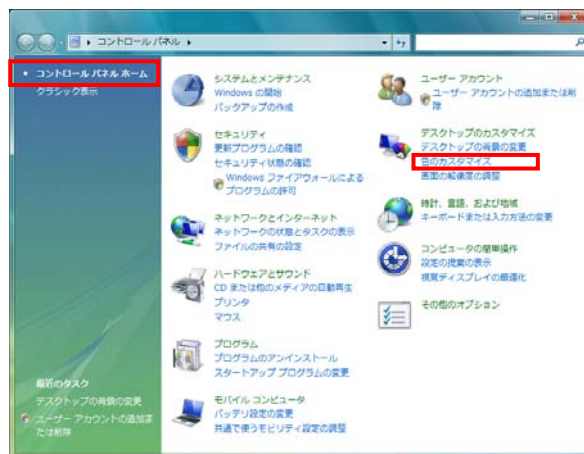 コントロール パネル
コントロール パネル ホーム
クラシック表示
システムとメンテナンス
Windows の開始
バックアップの作成
セキュリティ
更新プログラムの確認
セキュリティ状態の確認
Windows ファイアウォールによる
プログラムの許可
ネットワークとインターネット
ネットワークの状態とタスクの表示
ファイルの共有の設定
ハードウェアとサウンド
CD または他のメディアの自動再生
プリンタ
マウス
プログラム
プログラムのアンインストール
スタートアップ プログラムの変更
モバイル コンピュータ
バッテリ設定の変更
共通で使うモビリティ設定の調整
ユーザー アカウント
ユーザー アカウントの追加または削
除
デスクトップのカスタマイズ
デスクトップの背景の変更
色のカスタマイズ
画面の解像度の調整
時計、言語、および地域
キーボードまたは入力方法の変更
コンピュータの簡単操作
設定の提案の表示
視覚ディスプレイの最適化
その他のオプション
最近のタスク
デスクトップの背景の変更
ユーザー アカウントの追加ま
たは削除